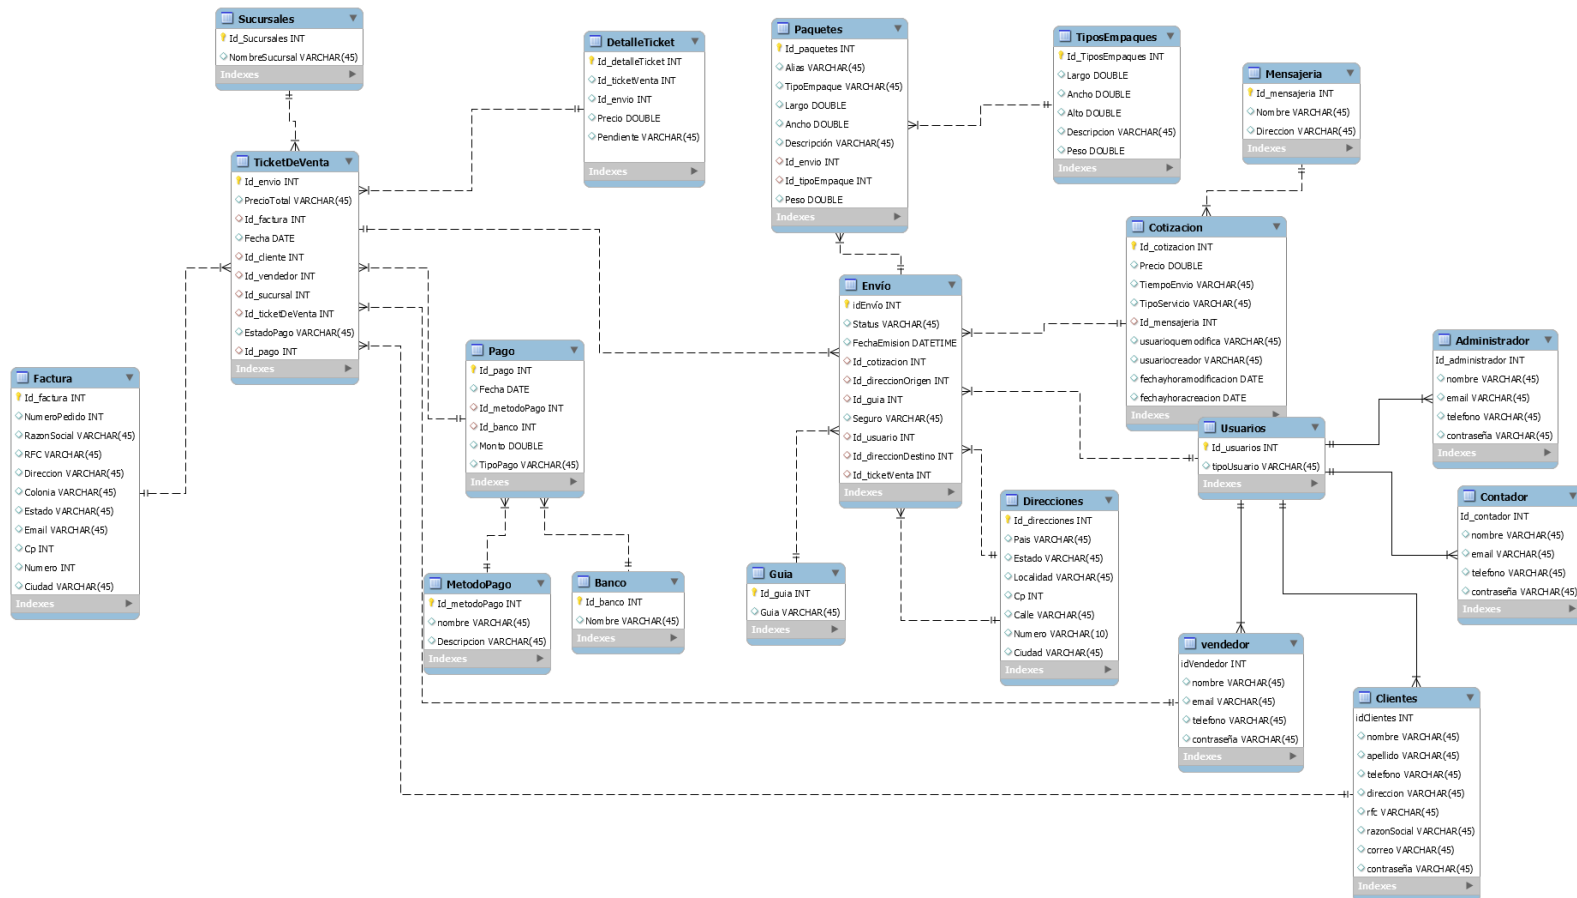 Sucursales
Id_Sucursales INT
NombreSucursal VARCHAR(45)
Indexes
DetalleTicket
Id_detalleTicket INT
Id_ticketVenta INT
Id_envio INT
Precio DOUBLE
Pendiente VARCHAR(45)
Indexes
Paquetes
Id_paquetes INT
Alias VARCHAR(45)
TipoEmpaque VARCHAR(45)
Largo DOUBLE
Ancho DOUBLE
Descripción VARCHAR(45)
Id_envio INT
Id_tipoEmpaque INT
Peso DOUBLE
Indexes
TiposEmpaques
Id_TiposEmpaques INT
Largo DOUBLE
Ancho DOUBLE
Alto DOUBLE
Descripcion VARCHAR(45)
Peso DOUBLE
Indexes
Mensajeria
Id_mensajeria INT
Nombre VARCHAR(45)
Direccion VARCHAR(45)
Indexes
TicketDeVenta
Id_envio INT
PrecioTotal VARCHAR(45)
Id_factura INT
Fecha DATE
Id_cliente INT
Id_vendedor INT
Id_sucursal INT
Id_ticketDeVenta INT
EstadoPago VARCHAR(45)
Id_pago INT
Indexes
Cotizacion
Id_cotizacion INT
Precio DOUBLE
TiempoEnvio VARCHAR(45)
TipoServicio VARCHAR(45)
Id_mensajeria INT
usuarioquemodifica VARCHAR(45)
usuariocreador VARCHAR(45)
fechayhoramodificacion DATE
fechayhoracreacion DATE
Indexes
Envío
idEnvío INT
Status VARCHAR(45)
FechaEmision DATETIME
Id_cotizacion INT
Id_direccionOrigen INT
Id_guia INT
Seguro VARCHAR(45)
Id_usuario INT
Id_direccionDestino INT
Id_ticketVenta INT
Indexes
Administrador
Id_administrador INT
nombre VARCHAR(45)
email VARCHAR(45)
telefono VARCHAR(45)
contraseña VARCHAR(45)
Indexes
Pago
Id_pago INT
Fecha DATE
Id_metodoPago INT
Id_banco INT
Monto DOUBLE
TipoPago VARCHAR(45)
Indexes
Factura
Id_factura INT
NumeroPedido INT
RazonSocial VARCHAR(45)
RFC VARCHAR(45)
Direccion VARCHAR(45)
Colonia VARCHAR(45)
Estado VARCHAR(45)
Email VARCHAR(45)
Cp INT
Numero INT
Ciudad VARCHAR(45)
Indexes
Usuarios
Id_usuarios INT
tipoUsuario VARCHAR(45)
Indexes
Contador
Id_contador INT
nombre VARCHAR(45)
email VARCHAR(45)
telefono VARCHAR(45)
contraseña VARCHAR(45)
Indexes
Direcciones
Id_direcciones INT
Pais VARCHAR(45)
Estado VARCHAR(45)
Localidad VARCHAR(45)
Cp INT
Calle VARCHAR(45)
Numero VARCHAR(10)
Ciudad VARCHAR(45)
Indexes
MetodoPago
Id_metodoPago INT
nombre VARCHAR(45)
Descripcion VARCHAR(45)
Indexes
Banco
Id_banco INT
Nombre VARCHAR(45)
Indexes
Guia
Id_guia INT
Guia VARCHAR(45)
Indexes
vendedor
idVendedor INT
nombre VARCHAR(45)
email VARCHAR(45)
telefono VARCHAR(45)
contraseña VARCHAR(45)
Indexes
Clientes
idClientes INT
nombre VARCHAR(45)
apellido VARCHAR(45)
telefono VARCHAR(45)
direccion VARCHAR(45)
rfc VARCHAR(45)
razonSocial VARCHAR(45)
correo VARCHAR(45)
contraseña VARCHAR(45)
Indexes